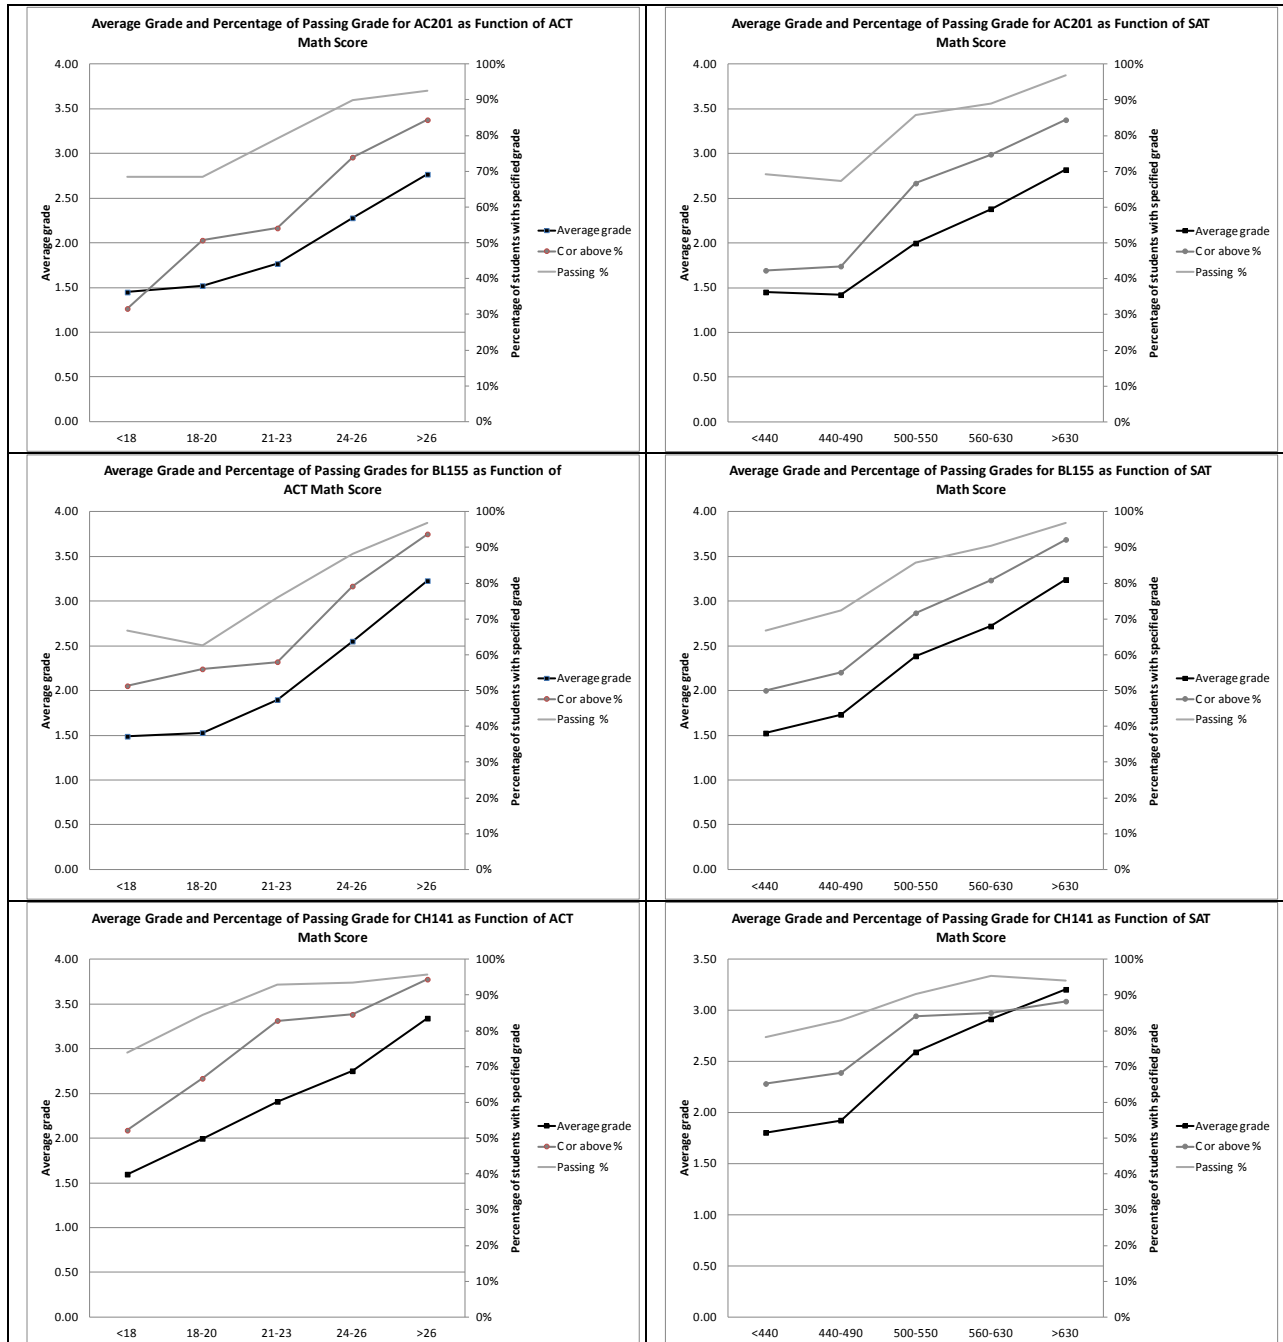 Average Grade and Percentage of Passing Grade for AC201 as Function of ACT
Math Score
4.00
3.50
3.00
2.50
2.00
1.50
1.00
0.50
0.00
Average grade
<18 18-20 21-23 24-26 >26
100%
90%
80%
70%
60%
50%
40%
30%
20%
10%
0%
Percentage of students with specified grade
Average grade
C or above %
Passing %
Average Grade and Percentage of Passing Grade for AC201 as Function of SAT
Math Score
4.00
3.50
3.00
2.50
2.00
1.50
1.00
0.50
0.00
Average grade
<440 440-490 500-550 560-630 >630
100%
90%
80%
70%
60%
50%
40%
30%
20%
10%
0%
Percentage of students with specified grade
Average grade
C or above %
Passing %
Average Grade and Percentage of Passing Grades for BL155 as Function of
ACT Math Score
4.00
3.50
3.00
2.50
2.00
1.50
1.00
0.50
0.00
Average grade
<18 18-20 21-23 24-26 >26
100%
90%
80%
70%
60%
50%
40%
30%
20%
10%
0%
Percentage of students with specified grade
Average grade
C or above %
Passing %
Average Grade and Percentage of Passing Grades for BL155 as Function of SAT
Math Score
4.00
3.50
3.00
2.50
2.00
1.50
1.00
0.50
0.00
Average grade
<440 440-490 500-550 560-630 >630
100%
90%
80%
70%
60%
50%
40%
30%
20%
10%
0%
Percentage of students with specified grade
Average grade
C or above %
Passing %
Average Grade and Percentage of Passing Grade for CH141 as Function of ACT
Math Score
4.00
3.50
3.00
2.50
2.00
1.50
1.00
0.50
0.00
Average grade
<18 18-20 21-23 24-26 >26
100%
90%
80%
70%
60%
50%
40%
30%
20%
10%
0%
Percentage of students with specified grade
Average grade
C or above %
Passing %
Average Grade and Percentage of Passing Grade for CH141 as Function of SAT
Math Score
3.50
3.00
2.50
2.00
1.50
1.00
0.50
0.00
Average grade
<440 440-490 500-550 560-630 >630
100%
90%
80%
70%
60%
50%
40%
30%
20%
10%
0%
Percentage of students with specified grade
Average grade
C or above %
Passing %